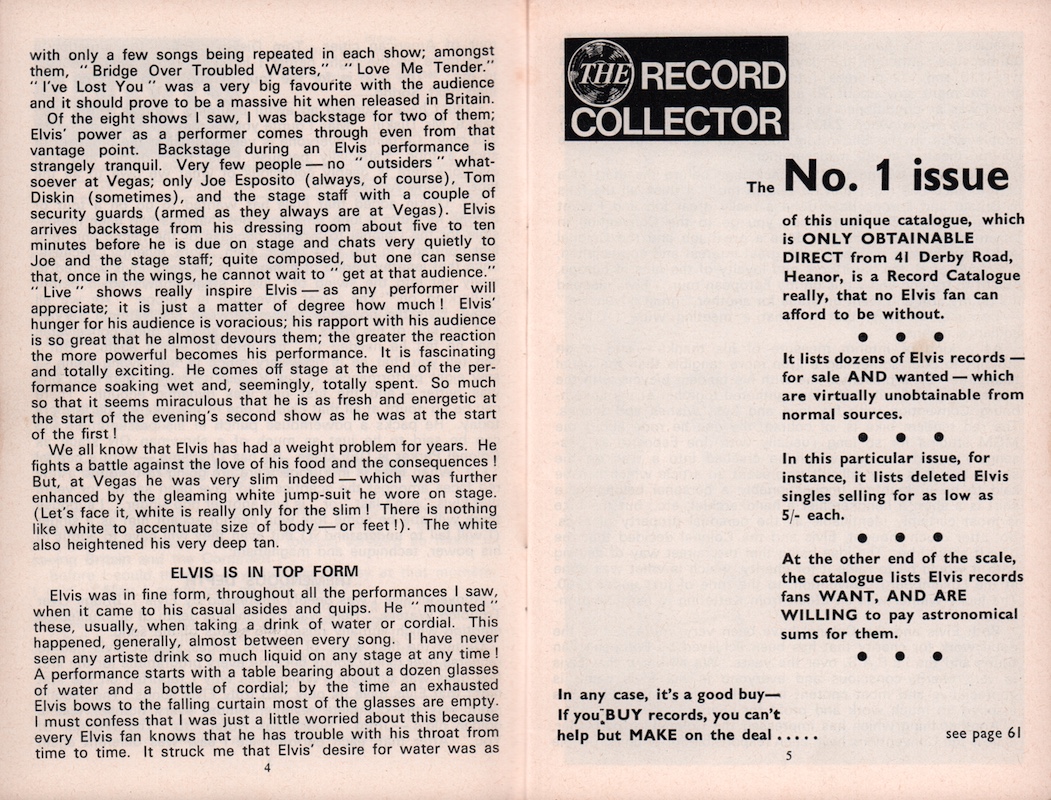 with only a few songs being repeated in each show; amongst
them, "Bridge Over Troubled Waters," "Love Me Tender."
"I've Lost You" was a very big favourite with the audience
and it should prove to be a massive hit when released in Britain.
Of the eight shows I saw, I was backstage for two of them;
Elvis' power as a performer comes through even from that
vantage point. Backstage during an Elvis performance is
strangely tranquil. Very few people — no "outsiders" what-
soever at Vegas; only Joe Esposito (always, of course), Tom
Diskin (sometimes), and the stage staff with a couple of
security guards (armed as they always are at Vegas). Elvis
arrives backstage from his dressing room about five to ten
minutes before he is due on stage and chats very quietly to
Joe and the stage staff; quite composed, but one can sense
that, once in the wings, he cannot wait to "get at that audience."
"Live" shows really inspire Elvis — as any performer will
appreciate; it is just a matter of degree how much! Elvis'
hunger for his audience is voracious; his rapport with his audience
is so great that he almost devours them; the greater the reaction
the more powerful becomes his performance. It is fascinating
and totally exciting. He comes off stage at the end of the per-
formance soaking wet and, seemingly, totally spent. So much
so that it seems miraculous that he is as fresh and energetic at
the start of the evening's second show as he was at the start
of the first!
We all know that Elvis has had a weight problem for years. He
fights a battle against the love of his food and the consequences!
But, at Vegas he was very slim indeed — which was further
enhanced by the gleaming white jump-suit he wore on stage.
(Let's face it, white is really only for the slim! There is nothing
like white to accentuate size of body — or feet!). The white
also heightened his very deep tan.
ELVIS IS IN TOP FORM
Elvis was in fine form, throughout all the performances I saw,
when it came to his casual asides and quips. He "mounted"
these, usually, when taking a drink of water or cordial. This
happened, generally, almost between every song. I have never
seen any artiste drink so much liquid on any stage at any time!
A performance starts with a table bearing about a dozen glasses
of water and a bottle of cordial; by the time an exhausted
Elvis bows to the falling curtain most of the glasses are empty.
I must confess that I was just a little worried about this because
every Elvis fan knows that he has trouble with his throat from
time to time. It struck me that Elvis' desire for water was as
4
THE RECORD
COLLECTOR
The No. 1 issue
of this unique catalogue, which
is ONLY OBTAINABLE
DIRECT from 41 Derby Road,
Heanor, is a Record Catalogue
really, that no Elvis fan can
afford to be without.
● ● ●
It lists dozens of Elvis records —
for sale AND wanted — which
are virtually unobtainable from
normal sources.
● ● ●
In this particular issue, for
instance, it lists deleted Elvis
singles selling for as low as
5/- each.
● ● ●
At the other end of the scale,
the catalogue lists Elvis records
fans WANT, AND ARE
WILLING to pay astronomical
sums for them.
● ● ●
In any case, it's a good buy—
If you BUY records, you can't
help but MAKE on the deal . . . . .
see page 61
5